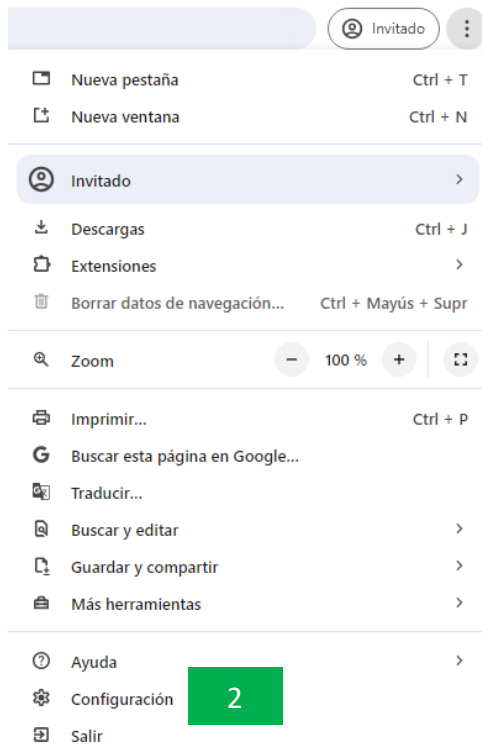 Invitado
Nueva pestaña Ctrl + T
Nueva ventana Ctrl + N
Invitado
Descargas Ctrl + J
Extensiones
Borrar datos de navegación... Ctrl + Mayús + Supr
Zoom − 100 % +
Imprimir... Ctrl + P
Buscar esta página en Google...
Traducir...
Buscar y editar
Guardar y compartir
Más herramientas
Ayuda
Configuración 2
Salir